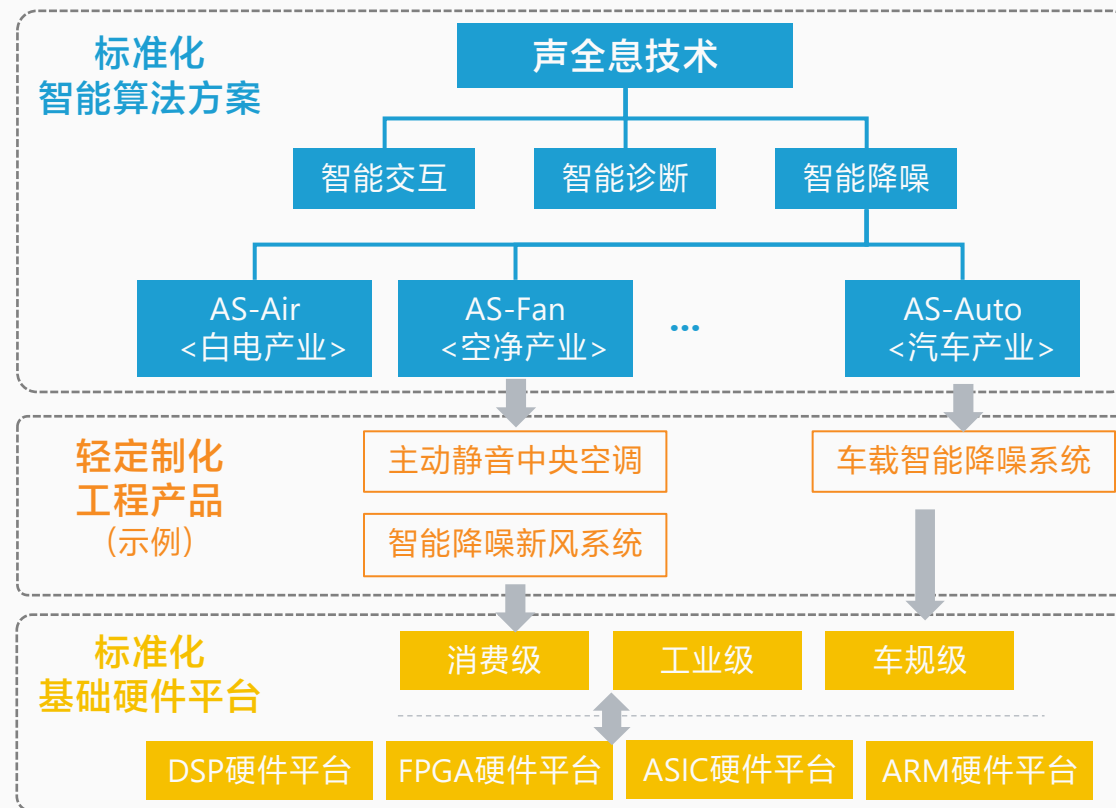 标准化
智能算法方案
声全息技术
智能交互
智能诊断
智能降噪
AS-Air
<白电产业>
AS-Fan
<空净产业>
...
AS-Auto
<汽车产业>
轻定制化
工程产品
(示例)
主动静音中央空调
车载智能降噪系统
智能降噪新风系统
标准化
基础硬件平台
消费级
工业级
车规级
DSP硬件平台
FPGA硬件平台
ASIC硬件平台
ARM硬件平台